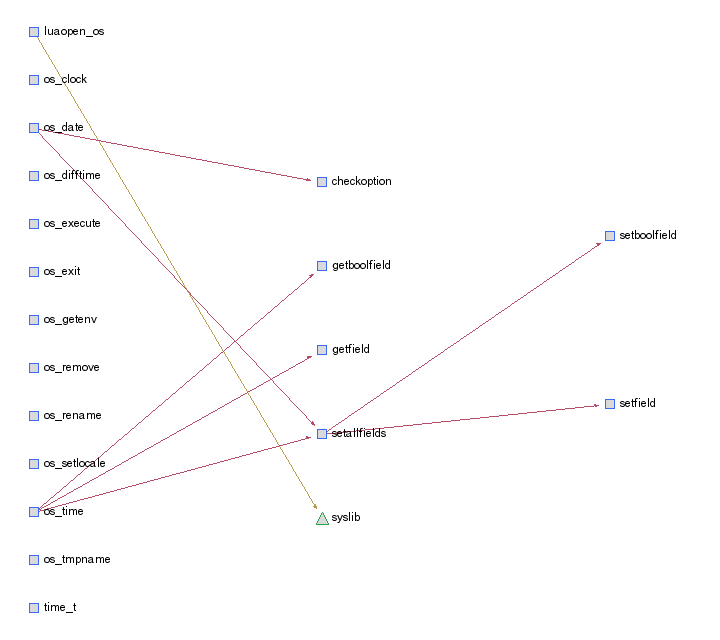 luaopen_os
os_clock
os_date
os_difftime
os_execute
os_exit
os_getenv
os_remove
os_rename
os_setlocale
os_time
os_tmpname
time_t
checkoption
getboolfield
getfield
setallfields
syslib
setboolfield
setfield